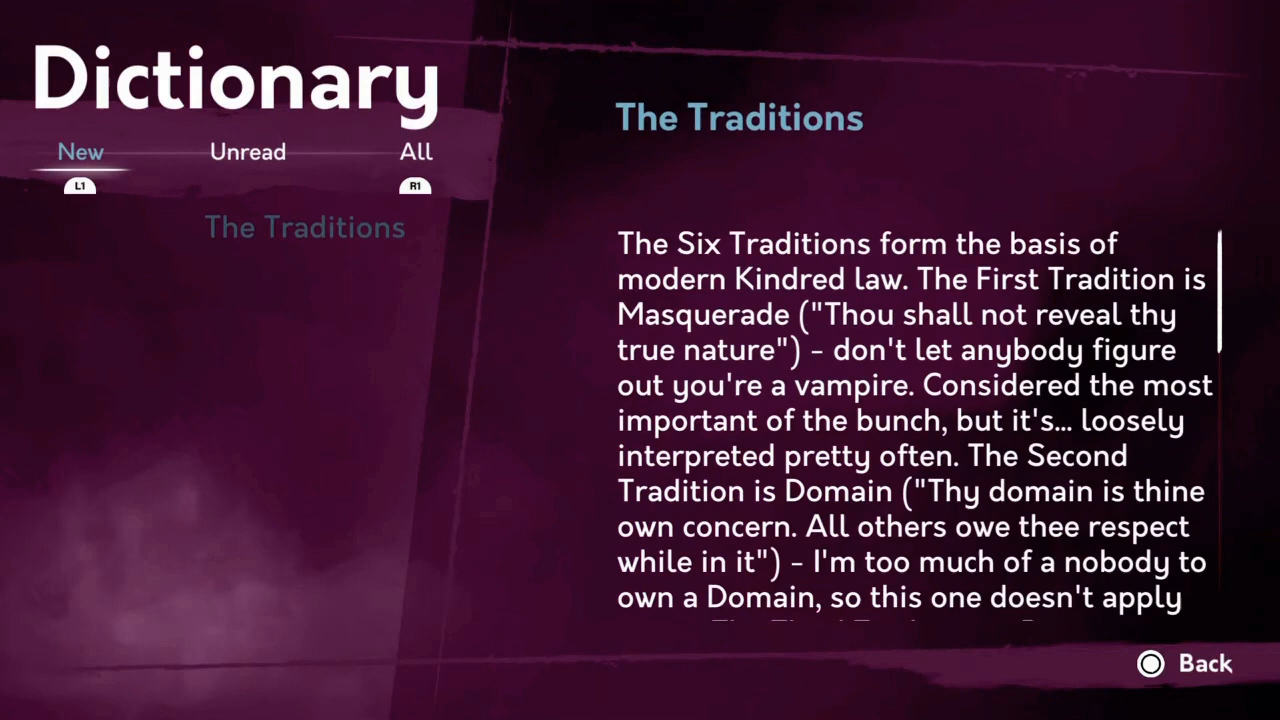 Dictionary
New
Unread
All
L1
R1
The Traditions
The Traditions
The Six Traditions form the basis of
modern Kindred law. The First Tradition is
Masquerade ("Thou shall not reveal thy
true nature") - don't let anybody figure
out you're a vampire. Considered the most
important of the bunch, but it's... loosely
interpreted pretty often. The Second
Tradition is Domain ("Thy domain is thine
own concern. All others owe thee respect
while in it") - I'm too much of a nobody to
own a Domain, so this one doesn't apply
Back